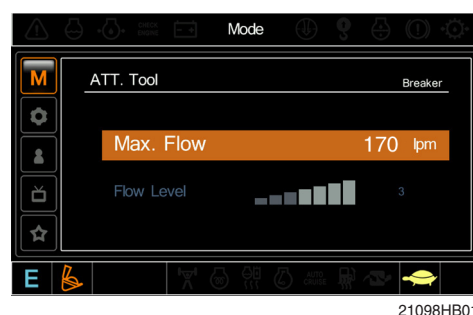 CHECK ENGINE
Mode
M
ATT. Tool
Breaker
Max. Flow 170 lpm
Flow Level 3
E
AUTO CRUISE
21098HB01